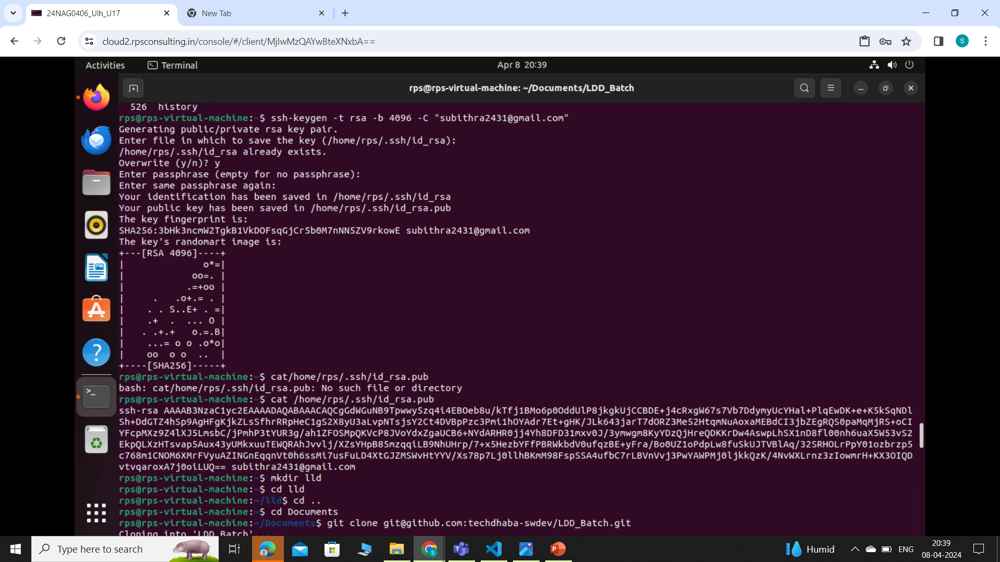 24NAG0406_Ulh_U17
New Tab
cloud2.rpsconsulting.in/console/#/client/MjIwMzQAYwBteXNxbA==
S
Activities
Terminal
Apr 8 20:39
rps@rps-virtual-machine: ~/Documents/LDD_Batch
526 history
rps@rps-virtual-machine:~$ ssh-keygen -t rsa -b 4096 -C "subithra2431@gmail.com"
Generating public/private rsa key pair.
Enter file in which to save the key (/home/rps/.ssh/id_rsa):
/home/rps/.ssh/id_rsa already exists.
Overwrite (y/n)? y
Enter passphrase (empty for no passphrase):
Enter same passphrase again:
Your identification has been saved in /home/rps/.ssh/id_rsa
Your public key has been saved in /home/rps/.ssh/id_rsa.pub
The key fingerprint is:
SHA256:3bHk3ncmW2TgkB1VkDOFsqGjCr5b0M7nNN5ZV9rkowE subithra2431@gmail.com
The key's randomart image is:
+---[RSA 4096]----+
|              o*=|
|            oo=. |
|           .=+oo |
|     .   .o+.= . |
|    . . S..E+ . =|
|    .+  .  ... O |
|   . .+.+   o.=.B|
|    ...= o o .o*o|
|    oo  o o  ..  |
+----[SHA256]-----+
rps@rps-virtual-machine:~$ cat/home/rps/.ssh/id_rsa.pub
bash: cat/home/rps/.ssh/id_rsa.pub: No such file or directory
rps@rps-virtual-machine:~$ cat /home/rps/.ssh/id_rsa.pub
ssh-rsa AAAAB3NzaC1yc2EAAAADAQABAAACAQCgGdWGuNB9Tpwwy5zq4i4EBOeb8u/kTfj1BMo6p0OddUlP8jkgkUjCCBDE+j4cRxgW67s7Vb7DdymyUcYHal+PlqEwDK+e+K5kSqNDl
Sh+DdGTZ4hSp9AgHFgKjkZLsSfhrRRpHeC1gS2X8yU3aLvpNTsjsY2Ct4DVBpPzc3Pmi1hOYAdr7Et+gHK/JLk643jarT7dORZ3Me52HtqmNuAoxaMEBdCI3jbZEgRQS0paMqMjRS+oCI
YFcpMXz9Z4lXJ5LmsbC/jPmhP3tYUR3g/ah1ZFOSMpQKVcP8JVoYdxZgaUCB6+NYdARHR0jj4Yh8DFD31mxv0J/3ymwgm8KyYDzQjHreQDKKrDw4AswpLhSX1nD8fl00nh6uaX5W53vS2
EkpQLXzHTsvap5Aux43yUMkxuuTEWQRAhJvvlj/XZsYHpB85mzqqiLB9NhUHrp/7+x5HezbYFfPBRWkbdV0ufqzBE+yFra/Bo0UZ1oPdpLw8fuSkUJTVBlAq/32SRHOLrPpY01ozbrzp5
c768m1CNOM6XMrFVyuAZINGnEqqnVt0h6ssMi7usFuLD4XtGJZMSWvHtYYV/Xs78p7Lj0llhBKmM98FspSSA4ufbC7rLBVnVvj3PwYAWPMj0ljkkQzK/4NvWXLrnz3zIowmrH+KX3OIQD
vtvqaroxA7j0oiLUQ== subithra2431@gmail.com
rps@rps-virtual-machine:~$ mkdir lld
rps@rps-virtual-machine:~$ cd lld
rps@rps-virtual-machine:~/lld$ cd ..
rps@rps-virtual-machine:~$ cd Documents
rps@rps-virtual-machine:~/Documents$ git clone git@github.com:techdhaba-swdev/LDD_Batch.git
Cloning into 'LDD_Batch'...
Type here to search
Humid
ENG
20:39
08-04-2024